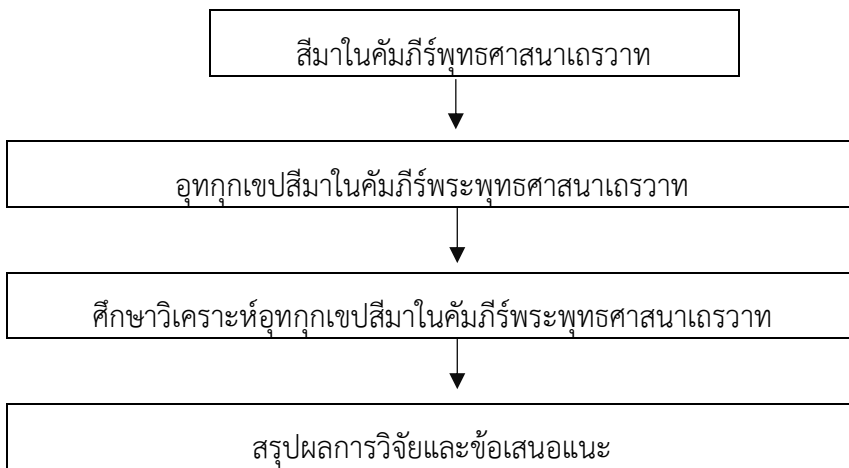 สีมาในคัมภีร์พุทธศาสนาเถรวาท
อุทกุกเขปสีมาในคัมภีร์พระพุทธศาสนาเถรวาท
ศึกษาวิเคราะห์อุทกุกเขปสีมาในคัมภีร์พระพุทธศาสนาเถรวาท
สรุปผลการวิจัยและข้อเสนอแนะ